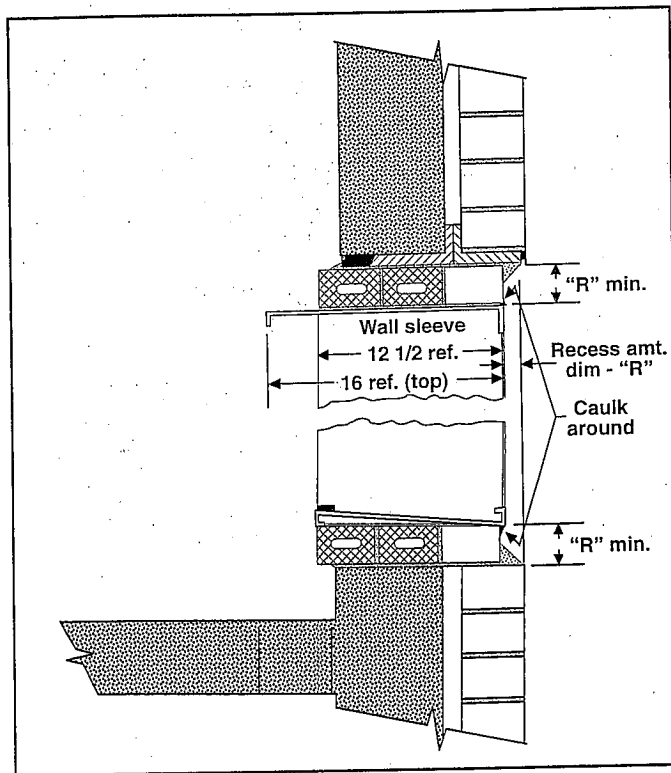 “R” min.
Wall sleeve
12 1/2 ref.
Recess amt.
dim - “R”
16 ref. (top)
Caulk
around
“R” min.